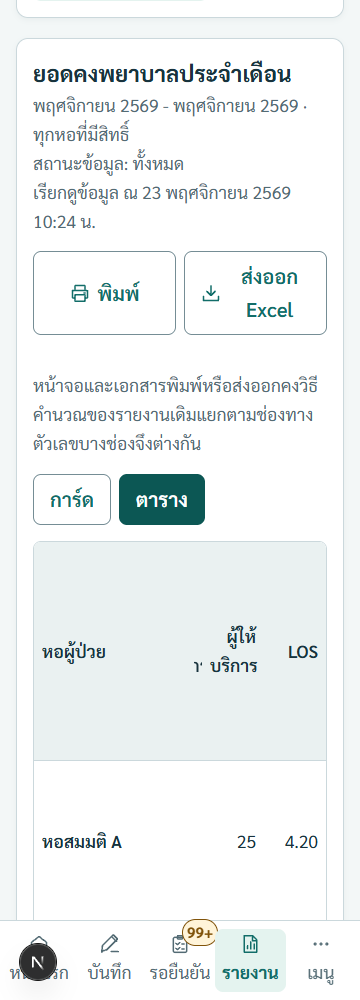 ยอดคงพยาบาลประจำเดือน
พฤศจิกายน 2569 - พฤศจิกายน 2569 ·
ทุกหอที่มีสิทธิ์
สถานะข้อมูล: ทั้งหมด
เรียกดูข้อมูล ณ 23 พฤศจิกายน 2569
10:24 น.
พิมพ์
ส่งออก
Excel
หน้าจอและเอกสารพิมพ์หรือส่งออกคงวิธี
คำนวณของรายงานเดิมแยกตามช่องทาง
ตัวเลขบางช่องจึงต่างกัน
การ์ด
ตาราง
หอผู้ป่วย
ผู้ให้
บริการ
LOS
หอสมมติ A
25
4.20
99+
N
บันทึก
รอยืนยัน
รายงาน
เมนู